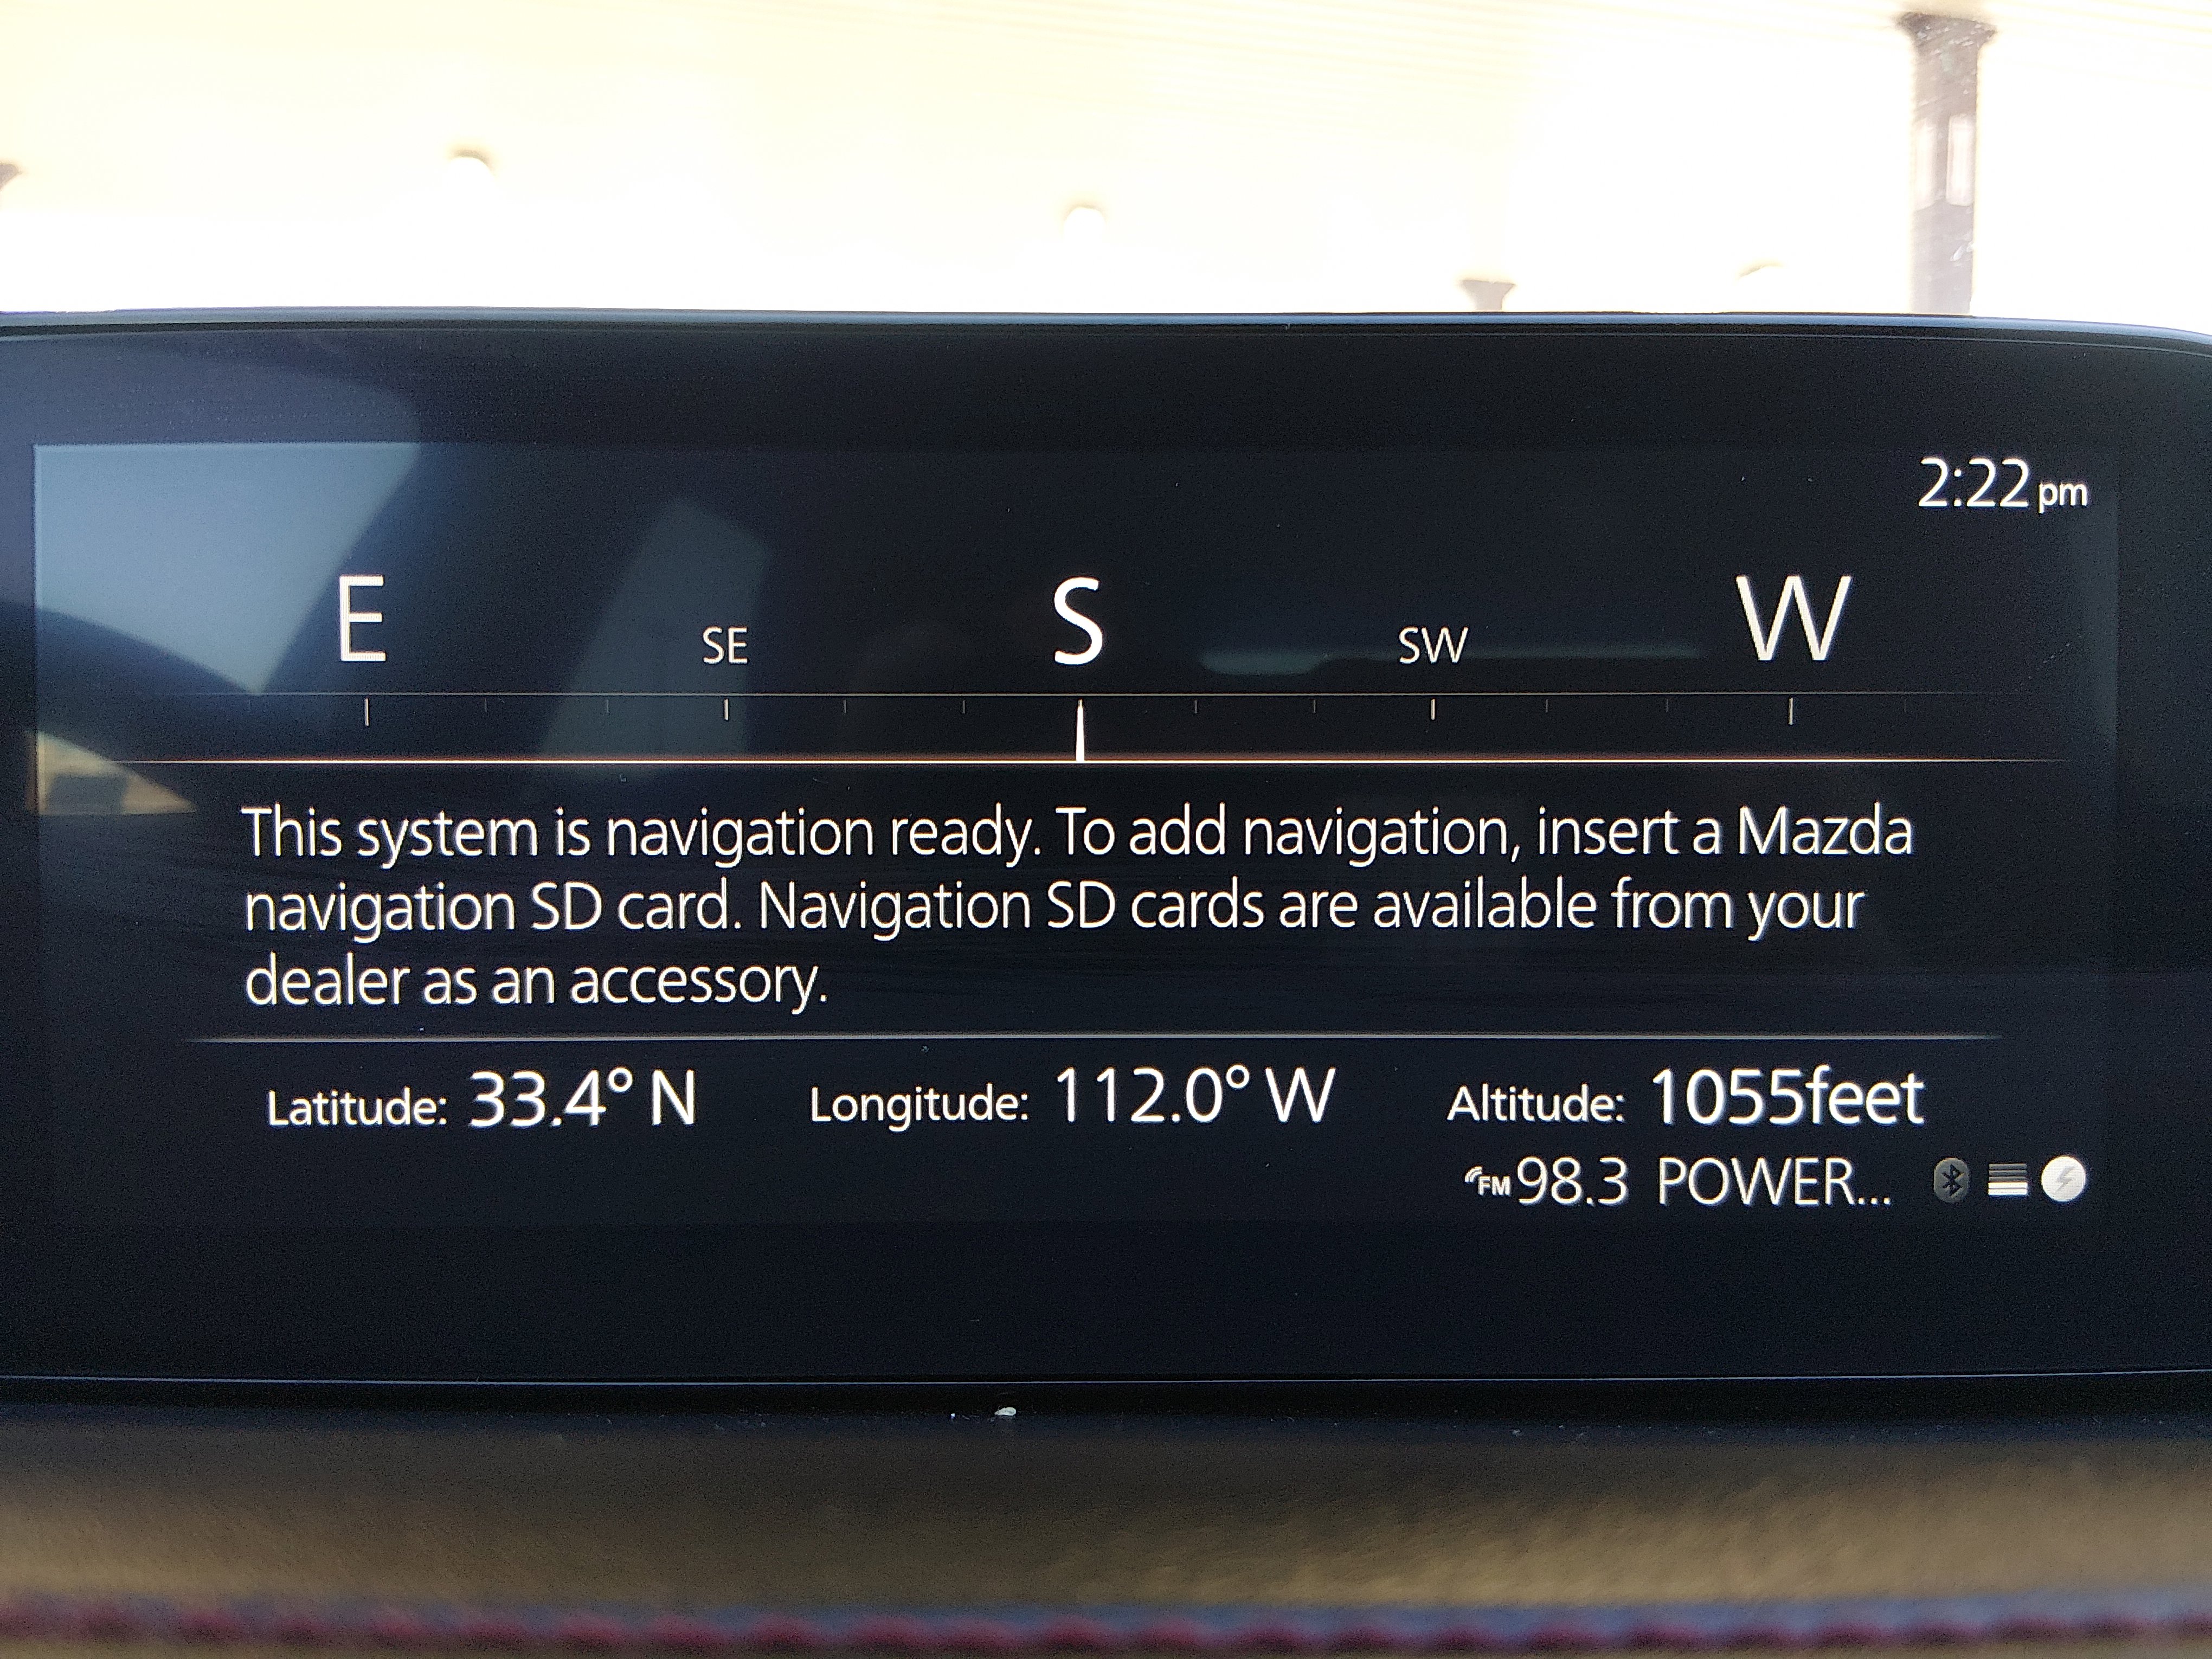 2:22 pm
E SE S SW W
This system is navigation ready. To add navigation, insert a Mazda
navigation SD card. Navigation SD cards are available from your
dealer as an accessory.
Latitude: 33.4° N Longitude: 112.0° W Altitude: 1055feet
FM 98.3 POWER...